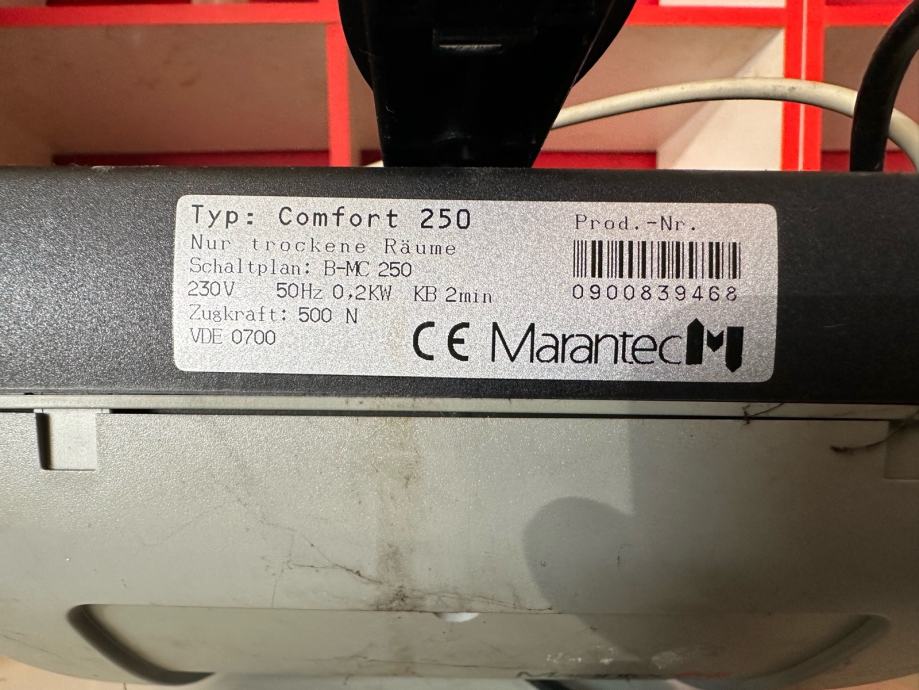 Typ: Comfort 250
Nur trockene Räume
Schaltplan: B-MC 250
230V 50Hz 0,2KW KB 2min
Zugkraft: 500 N
VDE 0700
Prod.-Nr.
0900839468
CE Marantec